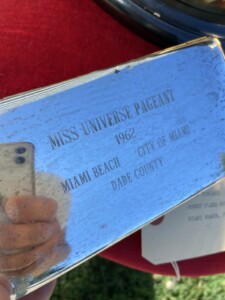 MISS UNIVERSE PAGEANT
1962
MIAMI BEACH CITY OF MIAMI
DADE COUNTY